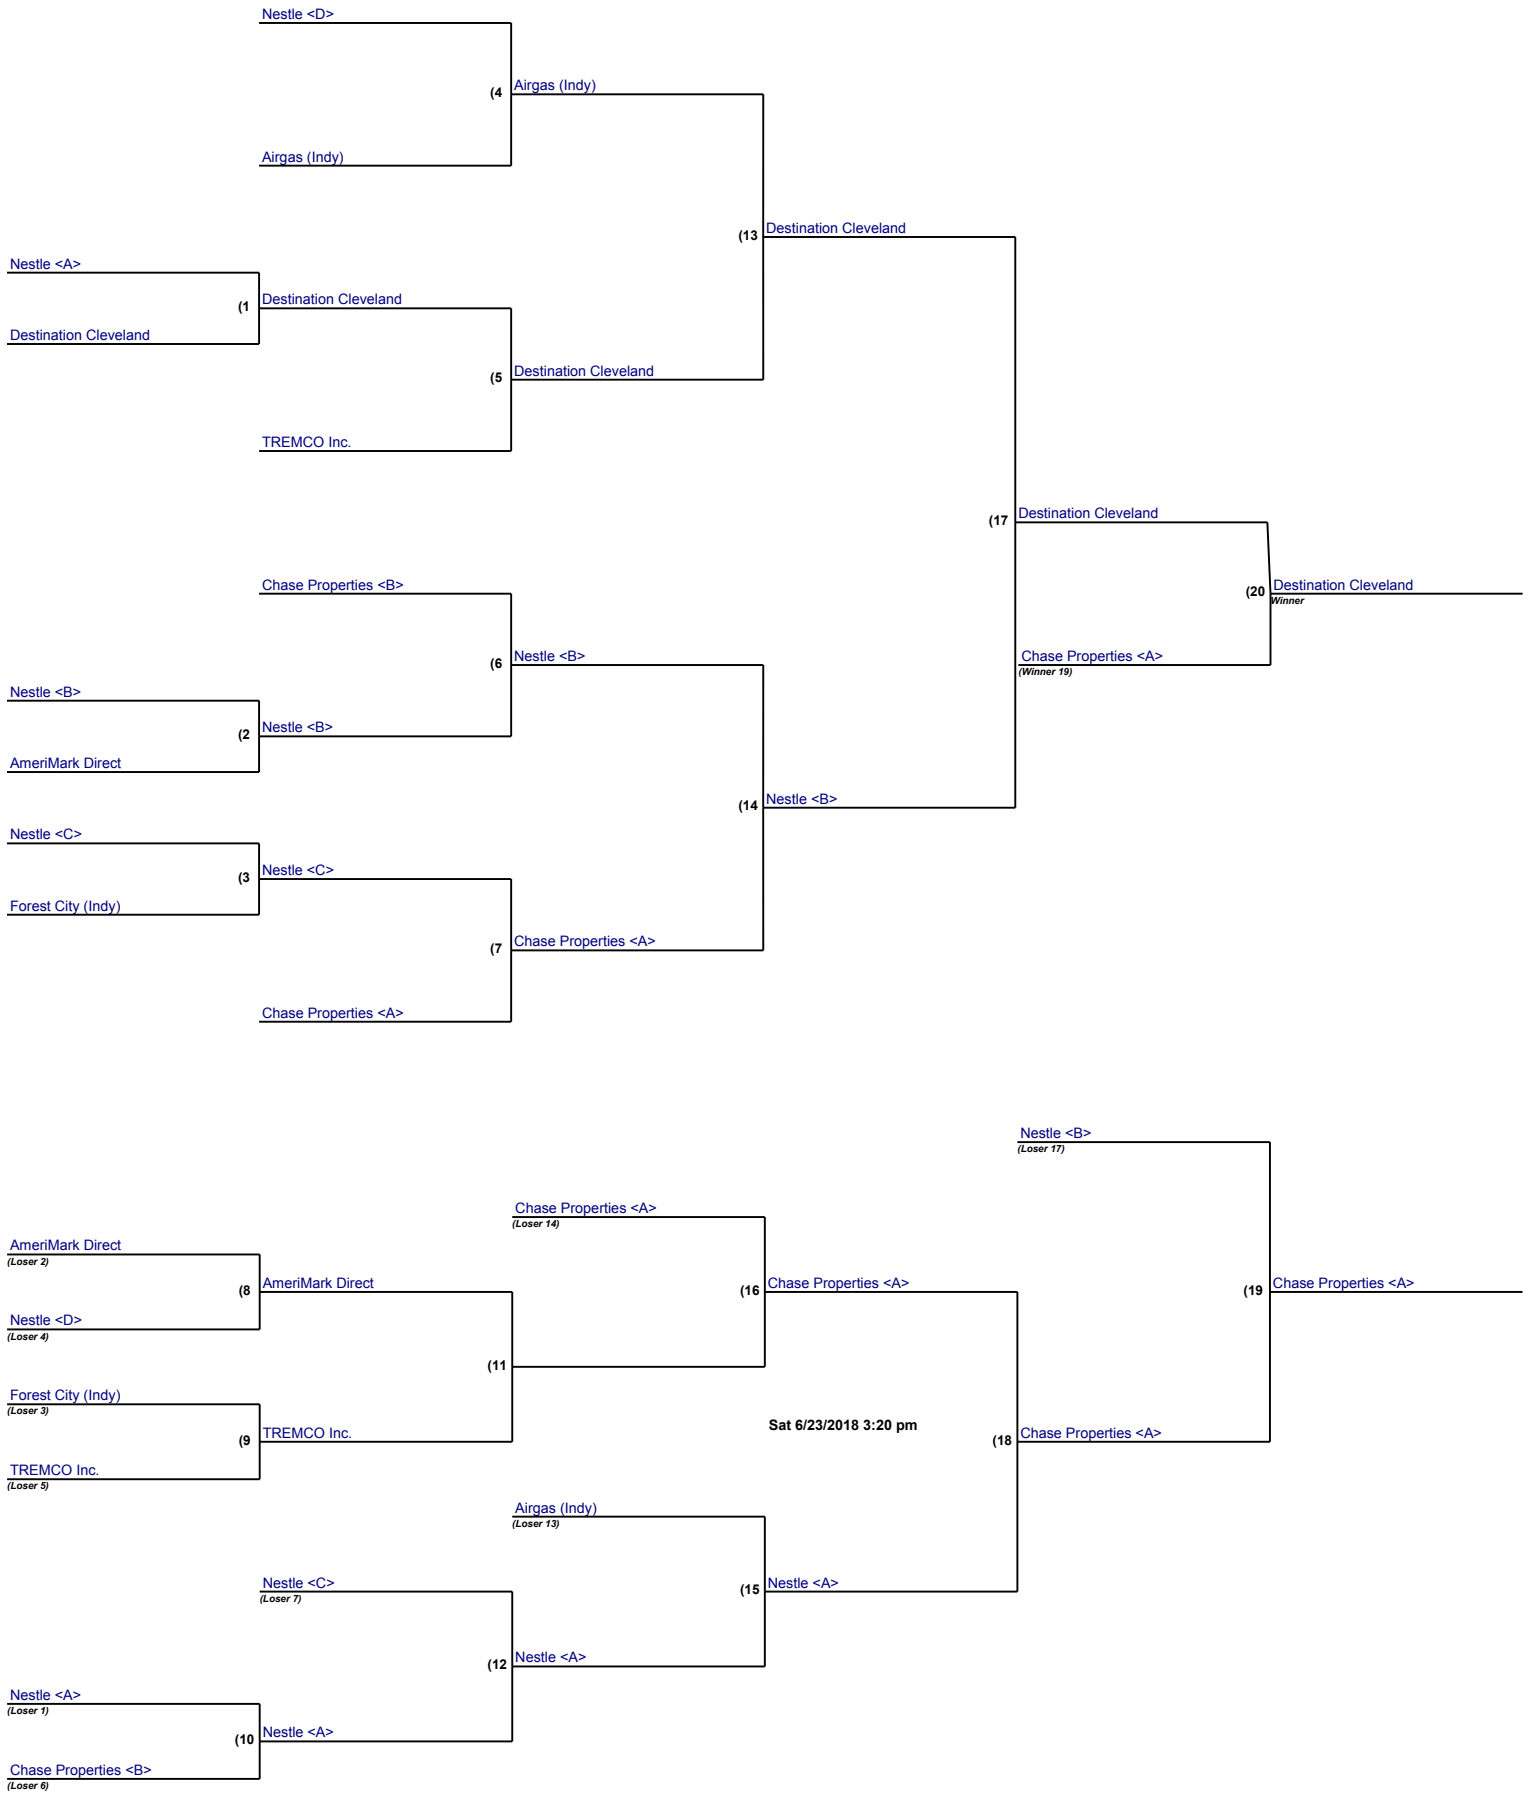 Nestle <D>
(4
Airgas (Indy)
Airgas (Indy)
(13
Destination Cleveland
Nestle <A>
(1
Destination Cleveland
Destination Cleveland
(5
Destination Cleveland
TREMCO Inc.
(17
Destination Cleveland
Chase Properties <B>
(20
Destination Cleveland
Winner
(6
Nestle <B>
Chase Properties <A>
(Winner 19)
Nestle <B>
(2
Nestle <B>
AmeriMark Direct
(14
Nestle <B>
Nestle <C>
(3
Nestle <C>
Forest City (Indy)
(7
Chase Properties <A>
Chase Properties <A>
Nestle <B>
(Loser 17)
Chase Properties <A>
(Loser 14)
AmeriMark Direct
(Loser 2)
(8
AmeriMark Direct
(16
Chase Properties <A>
(19
Chase Properties <A>
Nestle <D>
(Loser 4)
(11
Forest City (Indy)
(Loser 3)
Sat 6/23/2018 3:20 pm
(9
TREMCO Inc.
(18
Chase Properties <A>
TREMCO Inc.
(Loser 5)
Airgas (Indy)
(Loser 13)
Nestle <C>
(Loser 7)
(15
Nestle <A>
(12
Nestle <A>
Nestle <A>
(Loser 1)
(10
Nestle <A>
Chase Properties <B>
(Loser 6)